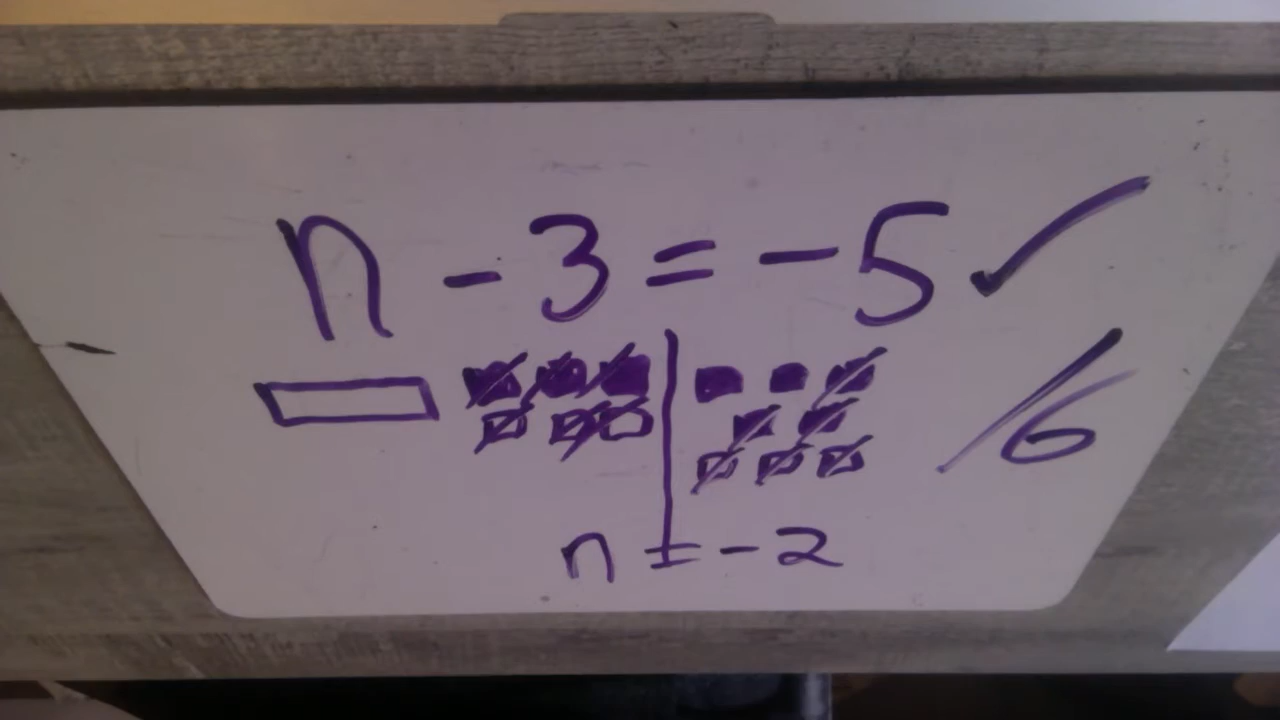 n - 3 = -5 ✓
/6
n = -2